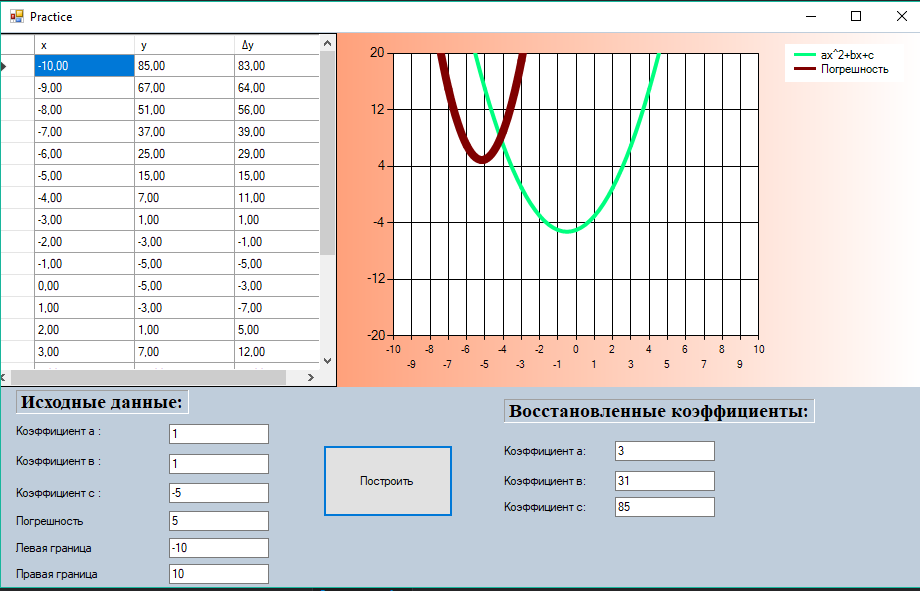 Practice
x y Δy
-10,00 85,00 83,00
-9,00 67,00 64,00
-8,00 51,00 56,00
-7,00 37,00 39,00
-6,00 25,00 29,00
-5,00 15,00 15,00
-4,00 7,00 11,00
-3,00 1,00 1,00
-2,00 -3,00 -1,00
-1,00 -5,00 -5,00
0,00 -5,00 -3,00
1,00 -3,00 -7,00
2,00 1,00 5,00
3,00 7,00 12,00
20
12
4
-4
-12
-20
-10 -8 -6 -4 -2 0 2 4 6 8 10
-9 -7 -5 -3 -1 1 3 5 7 9
ax^2+bx+c
Погрешность
Исходные данные:
Коэффициент а : 1
Коэффициент в : 1
Коэффициент с : -5
Погрешность 5
Левая граница -10
Правая граница 10
Построить
Восстановленные коэффициенты:
Коэффициент а: 3
Коэффициент в: 31
Коэффициент с: 85